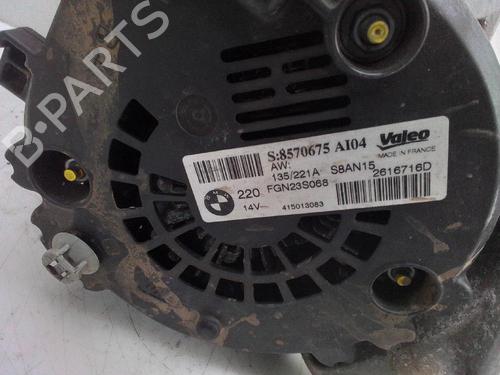 B-PARTS
S:8570675 AI04
Valeo
MADE IN FRANCE
AW:
135/221A S8AN15
220 FGN23S068 2616716D
14V 415013083